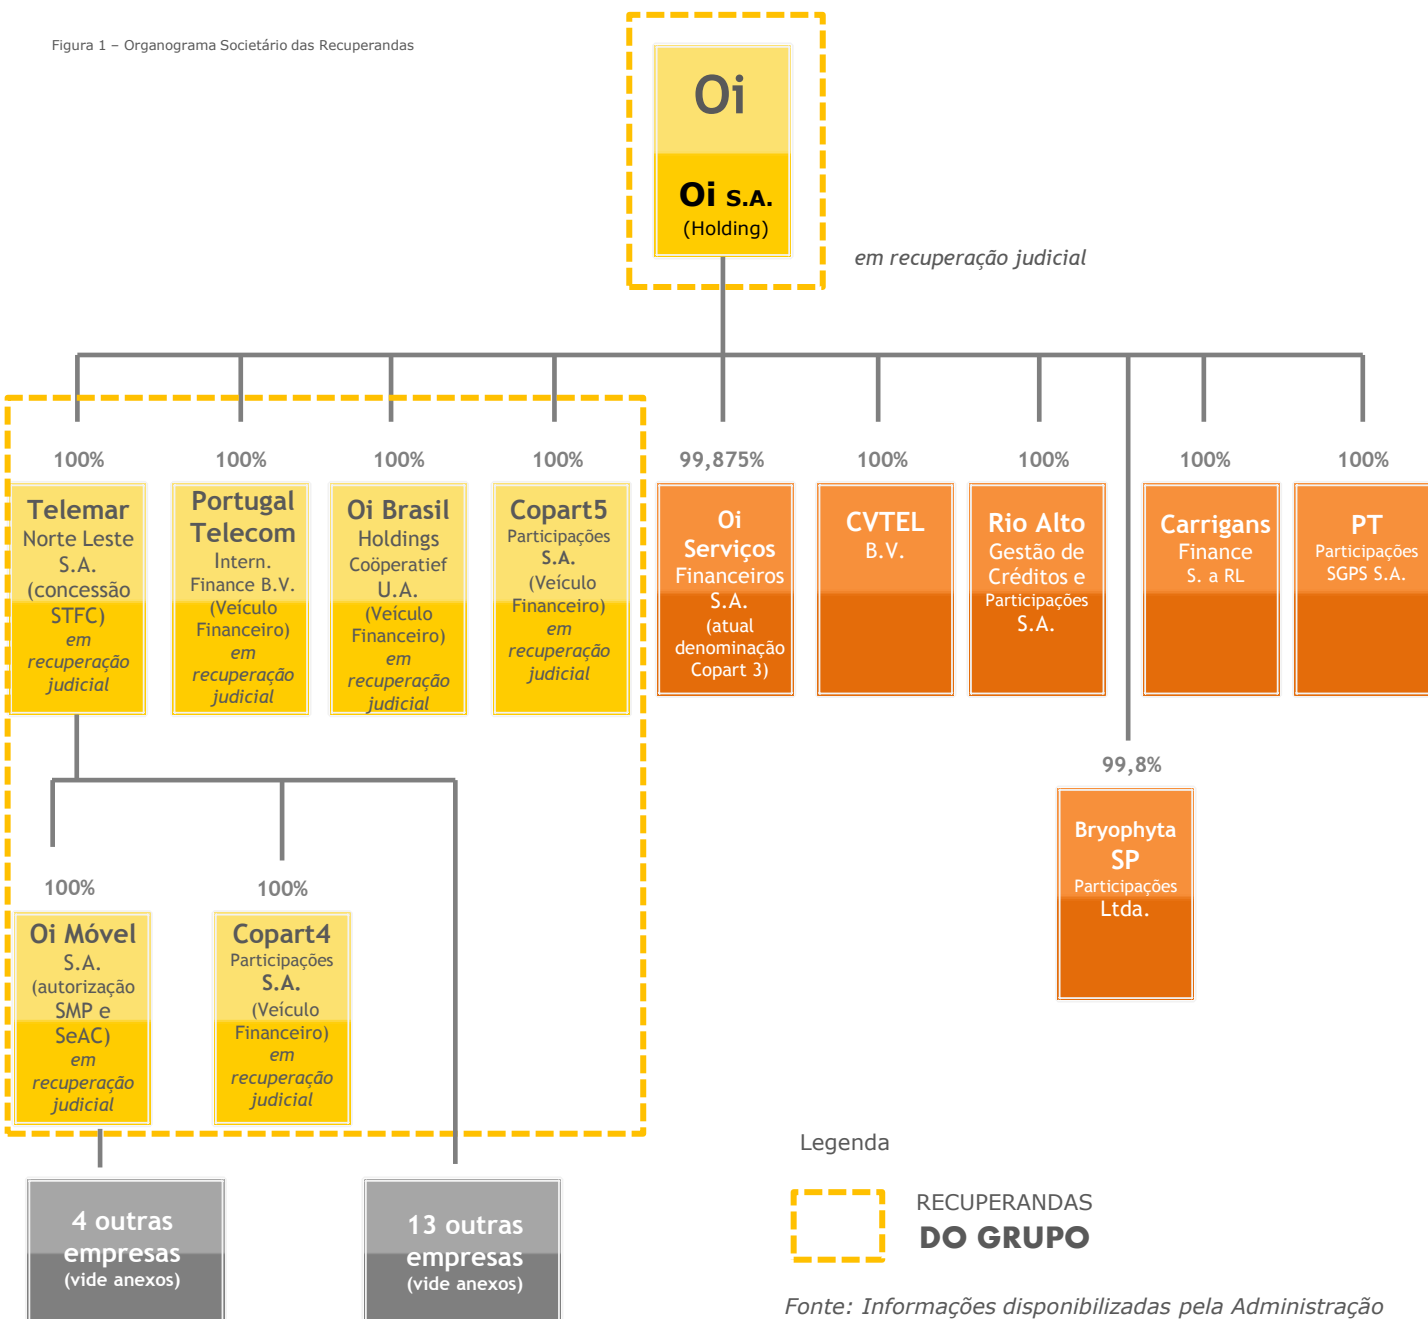 Figura 1 – Organograma Societário das Recuperandas
Oi
Oi S.A.
(Holding)
em recuperação judicial
100%
100%
100%
100%
99,875%
100%
100%
100%
100%
Telemar
Norte Leste
S.A.
(concessão
STFC)
em
recuperação
judicial
Portugal
Telecom
Intern.
Finance B.V.
(Veículo
Financeiro)
em
recuperação
judicial
Oi Brasil
Holdings
Coöperatief
U.A.
(Veículo
Financeiro)
em
recuperação
judicial
Copart5
Participações
S.A.
(Veículo
Financeiro)
em
recuperação
judicial
Oi
Serviços
Financeiros
S.A.
(atual
denominação
Copart 3)
CVTEL
B.V.
Rio Alto
Gestão de
Créditos e
Participações
S.A.
Carrigans
Finance
S. a RL
PT
Participações
SGPS S.A.
99,8%
Bryophyta
SP
Participações
Ltda.
100%
100%
Oi Móvel
S.A.
(autorização
SMP e
SeAC)
em
recuperação
judicial
Copart4
Participações
S.A.
(Veículo
Financeiro)
em
recuperação
judicial
4 outras
empresas
(vide anexos)
13 outras
empresas
(vide anexos)
Legenda
RECUPERANDAS
DO GRUPO
Fonte: Informações disponibilizadas pela Administração